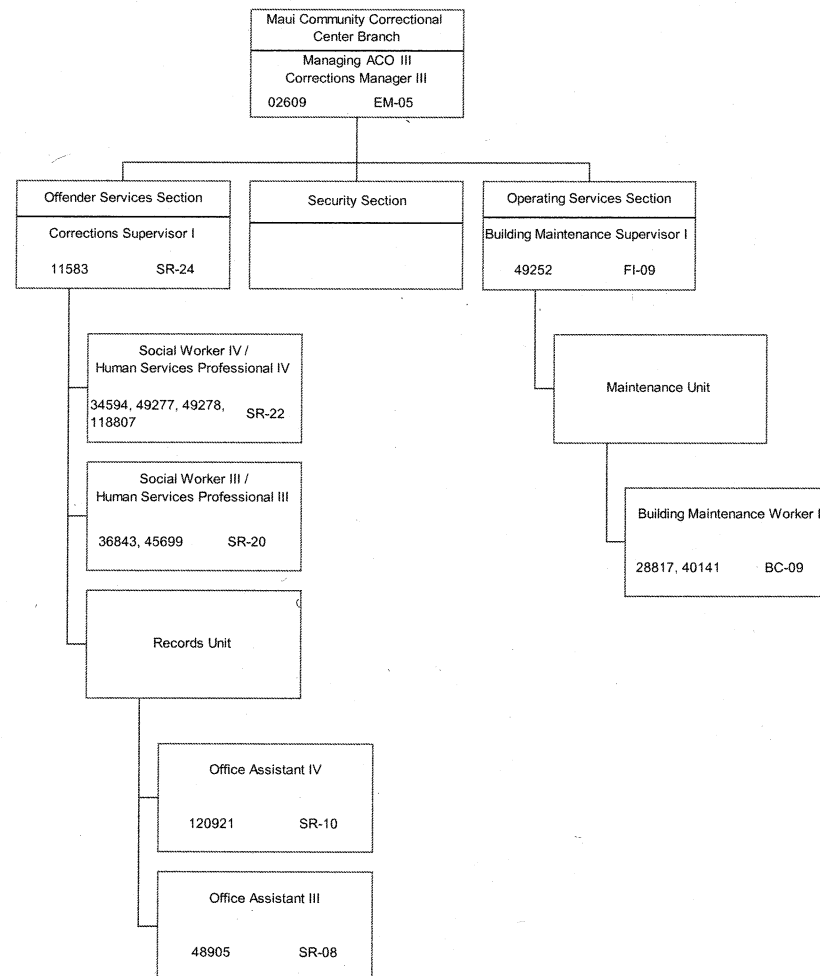 Maui Community Correctional
Center Branch
Managing ACO III
Corrections Manager III
02609 EM-05
Offender Services Section
Corrections Supervisor I
11583 SR-24
Security Section
Operating Services Section
Building Maintenance Supervisor I
49252 FI-09
Social Worker IV /
Human Services Professional IV
34594, 49277, 49278,
118807 SR-22
Social Worker III /
Human Services Professional III
36843, 45699 SR-20
Records Unit
Office Assistant IV
120921 SR-10
Office Assistant III
48905 SR-08
Maintenance Unit
Building Maintenance Worker
28817, 40141 BC-09